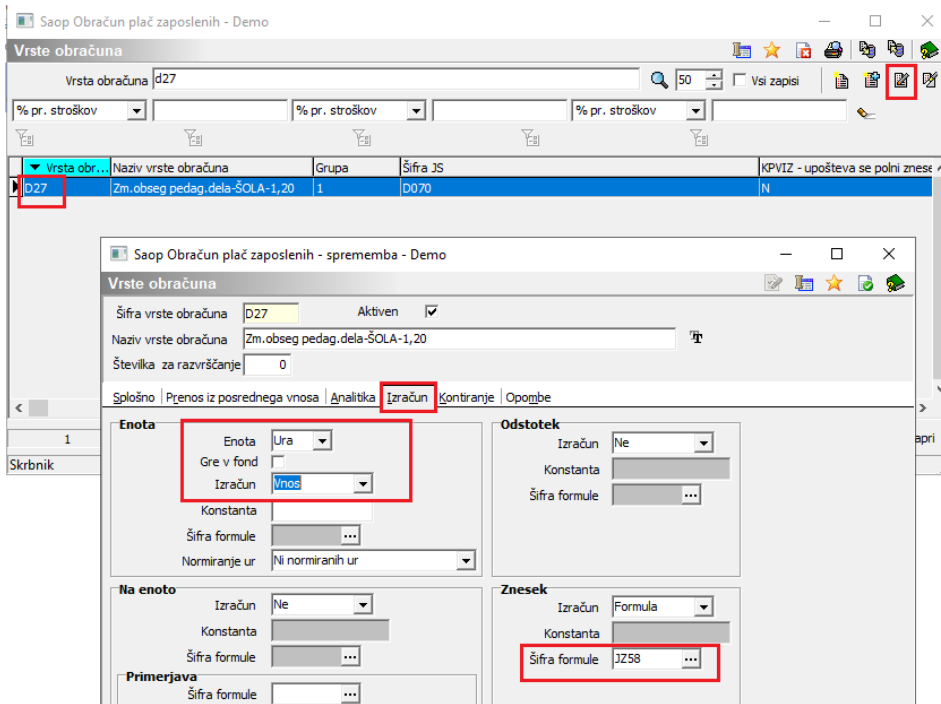 Saop Obračun plač zaposlenih - Demo
Vrste obračuna
Vrsta obračuna d27 50 Vsi zapisi
% pr. stroškov % pr. stroškov % pr. stroškov
Vrsta obr... Naziv vrste obračuna Grupa Šifra JS KPVIZ - upošteva se polni znese
D27 Zm.obseg pedag.dela-ŠOLA-1,20 1 D070 N
1
apri
Skrbnik
Saop Obračun plač zaposlenih - sprememba - Demo
Vrste obračuna
Šifra vrste obračuna D27 Aktiven
Naziv vrste obračuna Zm.obseg pedag.dela-ŠOLA-1,20
Številka za razvrščanje 0
Splošno Prenos iz posrednega vnosa Analitika Izračun Kontiranje Opombe
Enota
Enota Ura
Gre v fond
Izračun Vnos
Konstanta
Šifra formule ...
Normiranje ur Ni normiranih ur
Odstotek
Izračun Ne
Konstanta
Šifra formule ...
Na enoto
Izračun Ne
Konstanta
Šifra formule ...
Primerjava
Šifra formule ...
Znesek
Izračun Formula
Konstanta
Šifra formule JZ58 ...